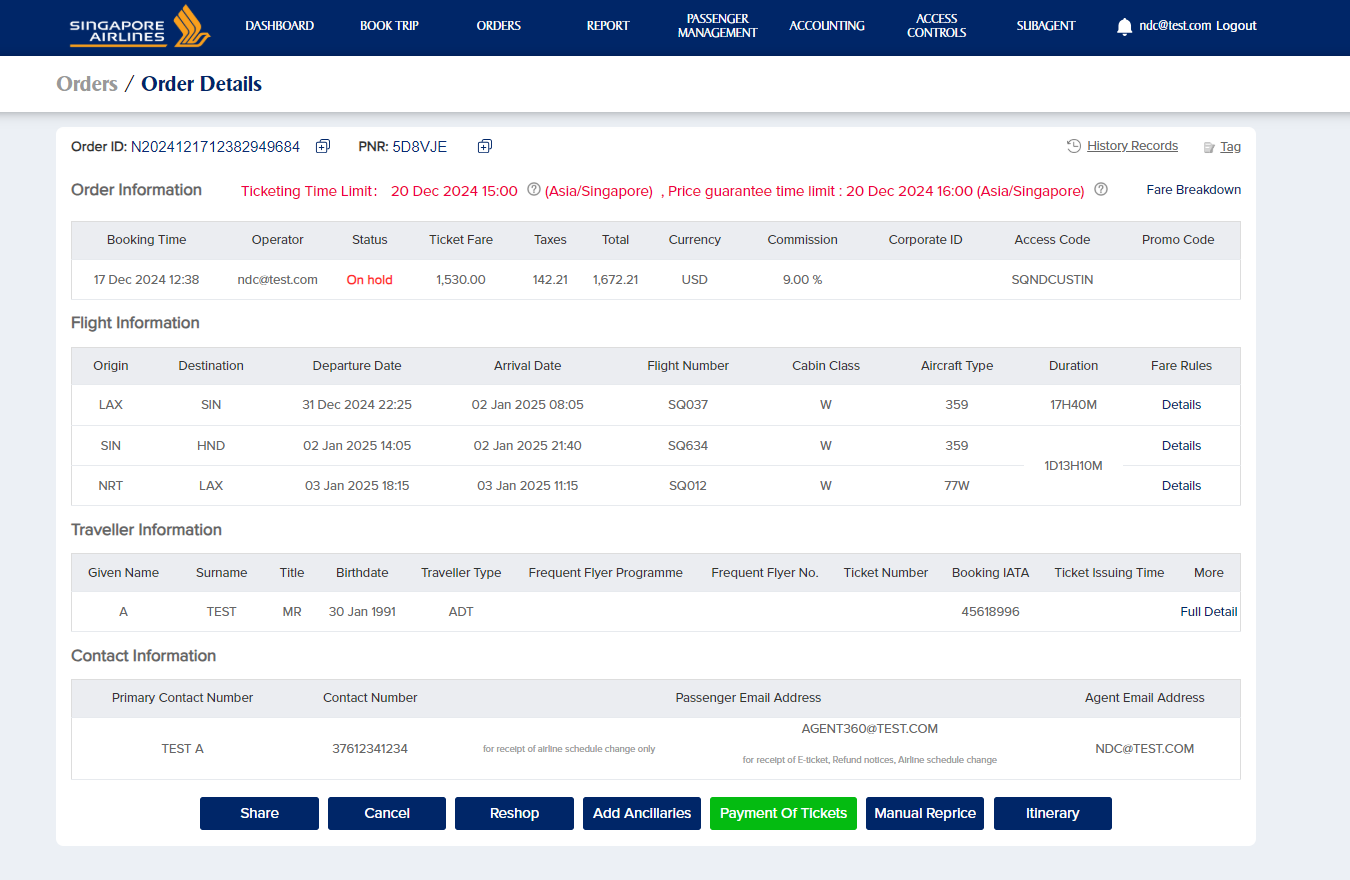 SINGAPORE AIRLINES
DASHBOARD BOOK TRIP ORDERS REPORT PASSENGER MANAGEMENT ACCOUNTING ACCESS CONTROLS SUBAGENT ndc@test.com Logout
Orders / Order Details
Order ID: N2024121712382949684 PNR: 5D8VJE History Records Tag
Order Information Ticketing Time Limit: 20 Dec 2024 15:00 ? (Asia/Singapore) , Price guarantee time limit : 20 Dec 2024 16:00 (Asia/Singapore) ? Fare Breakdown
Booking Time Operator Status Ticket Fare Taxes Total Currency Commission Corporate ID Access Code Promo Code
17 Dec 2024 12:38 ndc@test.com On hold 1,530.00 142.21 1,672.21 USD 9.00 % SQNDCUSTIN
Flight Information
Origin Destination Departure Date Arrival Date Flight Number Cabin Class Aircraft Type Duration Fare Rules
LAX SIN 31 Dec 2024 22:25 02 Jan 2025 08:05 SQ037 W 359 17H40M Details
SIN HND 02 Jan 2025 14:05 02 Jan 2025 21:40 SQ634 W 359 Details
1D13H10M
NRT LAX 03 Jan 2025 18:15 03 Jan 2025 11:15 SQ012 W 77W Details
Traveller Information
Given Name Surname Title Birthdate Traveller Type Frequent Flyer Programme Frequent Flyer No. Ticket Number Booking IATA Ticket Issuing Time More
A TEST MR 30 Jan 1991 ADT 45618996 Full Detail
Contact Information
Primary Contact Number Contact Number Passenger Email Address Agent Email Address
AGENT360@TEST.COM
TEST A 37612341234 for receipt of airline schedule change only NDC@TEST.COM
for receipt of E-ticket, Refund notices, Airline schedule change
Share Cancel Reshop Add Ancillaries Payment Of Tickets Manual Reprice Itinerary